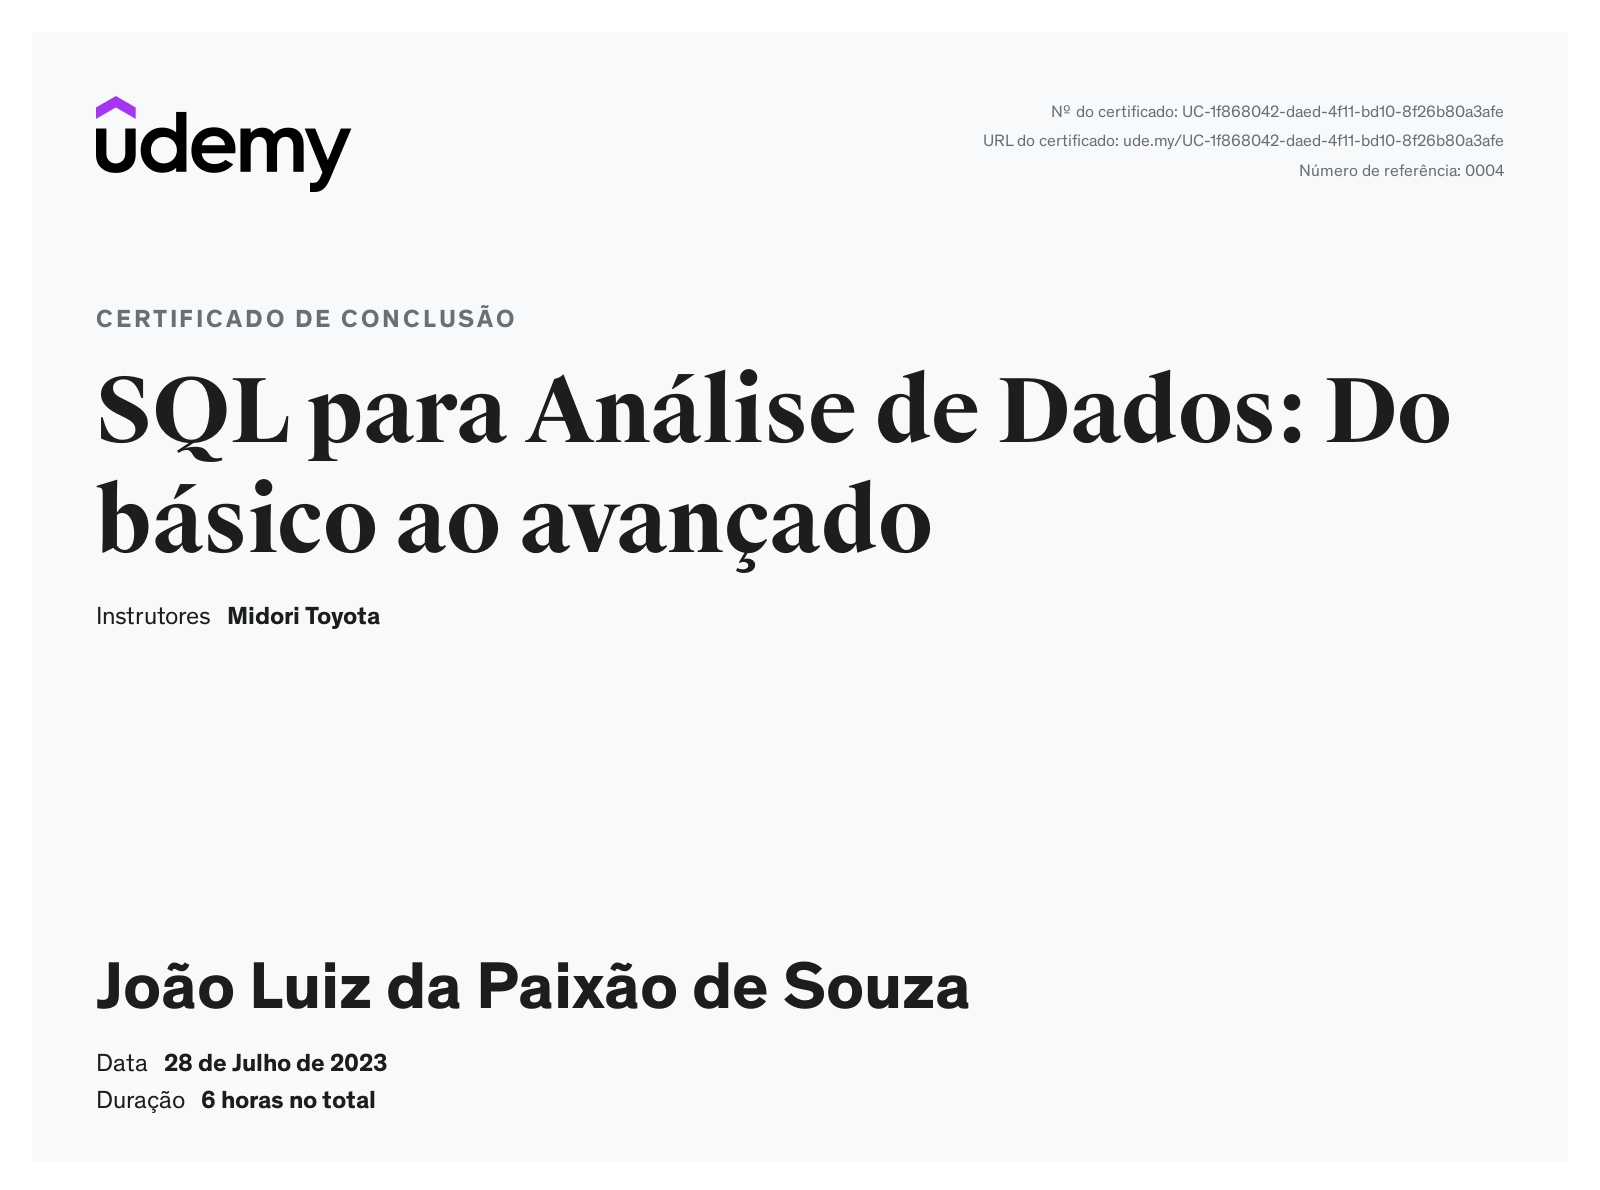 udemy
Nº do certificado: UC-1f868042-daed-4f11-bd10-8f26b80a3afe
URL do certificado: ude.my/UC-1f868042-daed-4f11-bd10-8f26b80a3afe
Número de referência: 0004
CERTIFICADO DE CONCLUSÃO
SQL para Análise de Dados: Do
básico ao avançado
Instrutores Midori Toyota
João Luiz da Paixão de Souza
Data 28 de Julho de 2023
Duração 6 horas no total